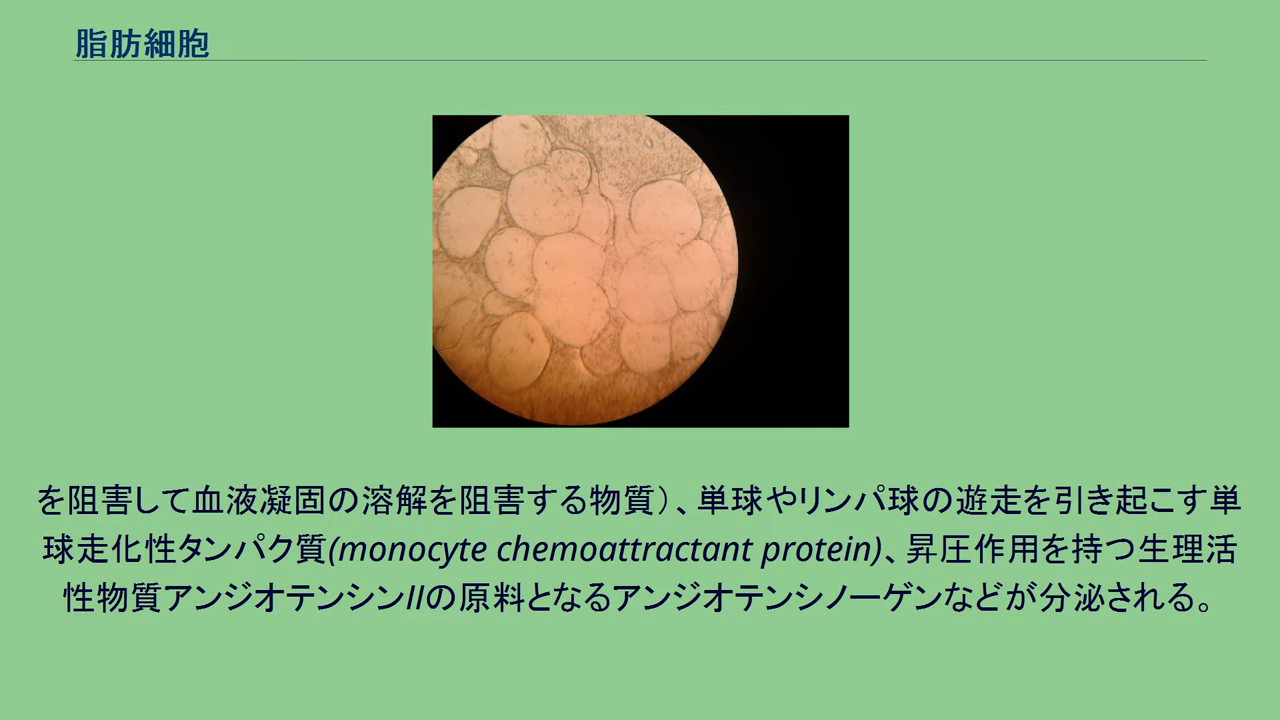 脂肪細胞
を阻害して血液凝固の溶解を阻害する物質）、単球やリンパ球の遊走を引き起こす単
球走化性タンパク質(monocyte chemoattractant protein)、昇圧作用を持つ生理活
性物質アンジオテンシンIIの原料となるアンジオテンシノーゲンなどが分泌される。